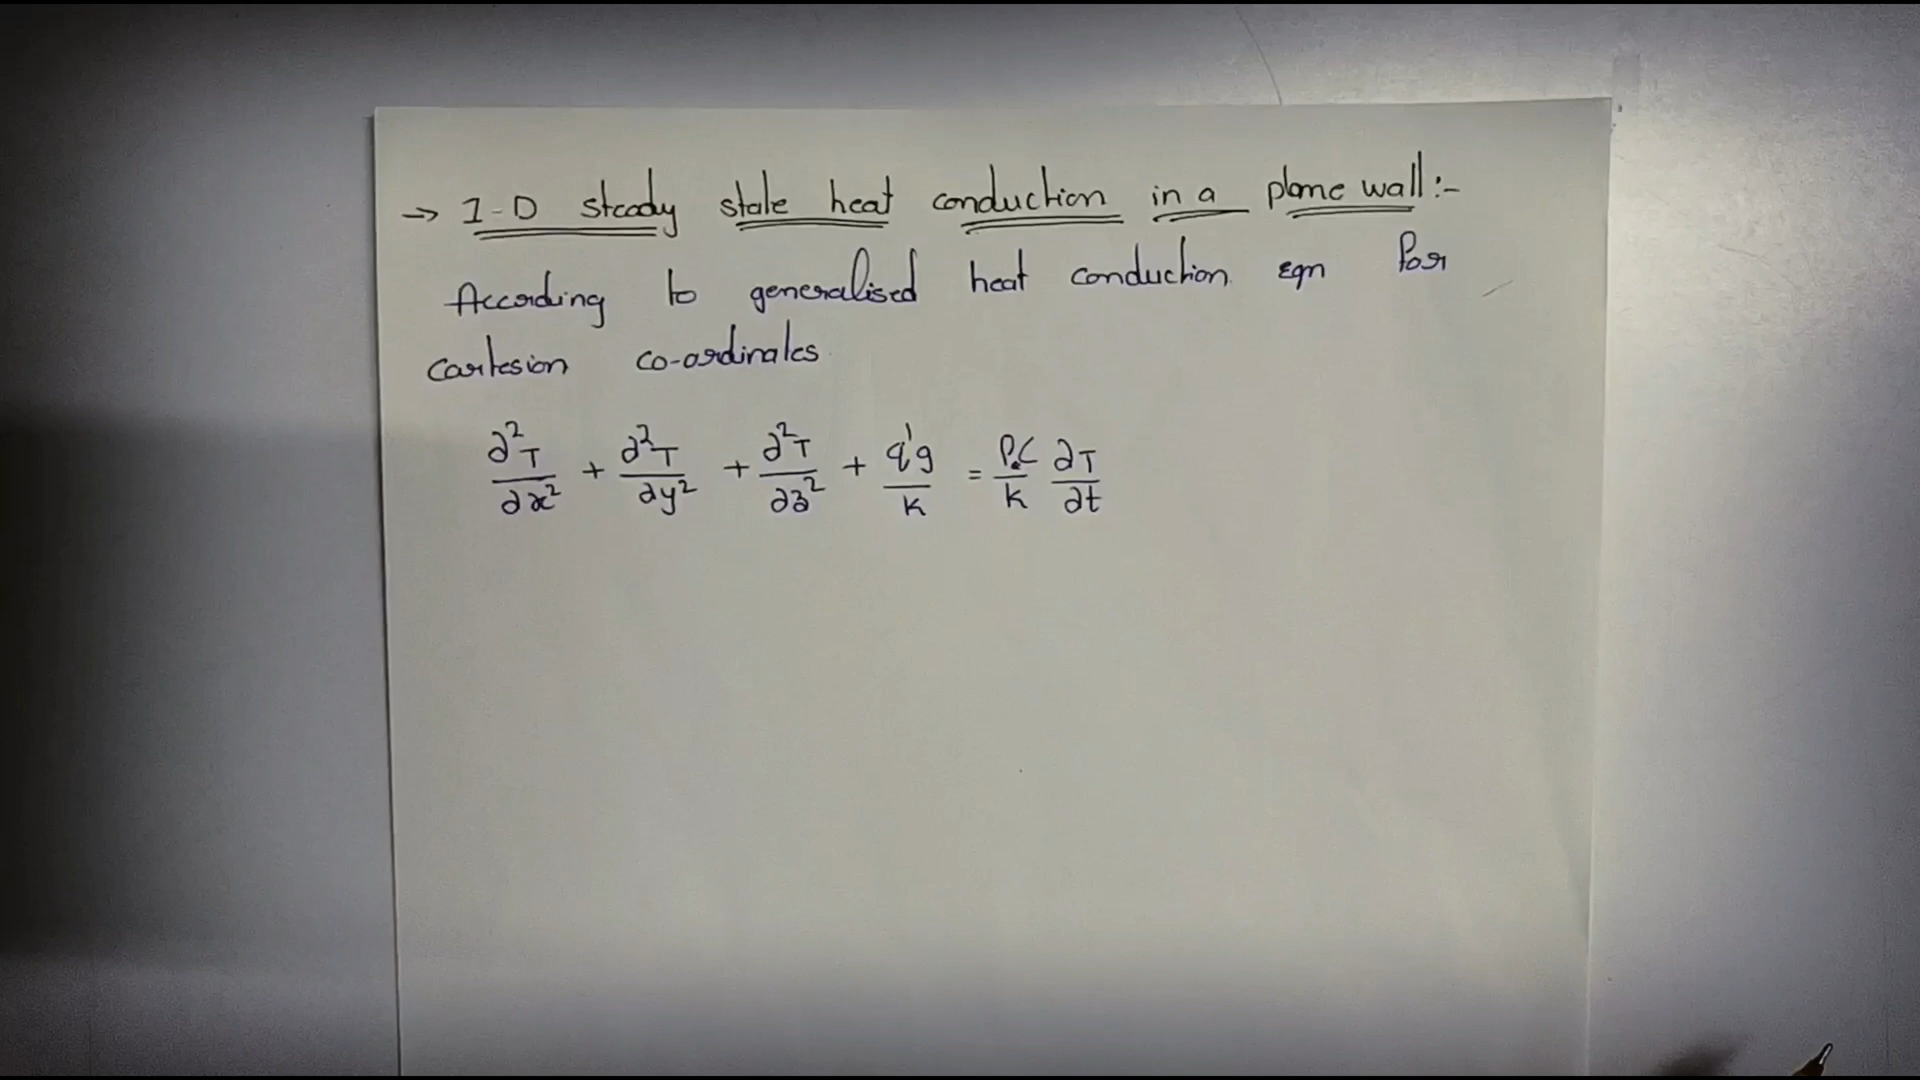 → 1-D steady state heat conduction in a plane wall:-
According to generalised heat conduction eqn for
cartesion co-ordinates
∂²T/∂x² + ∂²T/∂y² + ∂²T/∂z² + q'g/k = ρ.C/k ∂T/∂t